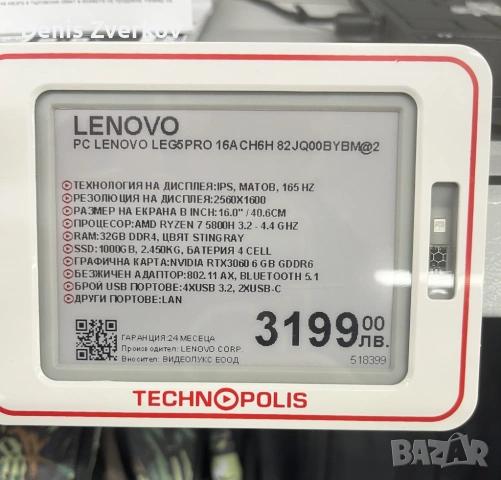 Denis Zverkov
LENOVO
PC LENOVO LEG5PRO 16ACH6H 82JQ00BYBM@2
ТЕХНОЛОГИЯ НА ДИСПЛЕЯ:IPS, МАТОВ, 165 HZ
РЕЗОЛЮЦИЯ НА ДИСПЛЕЯ:2560X1600
РАЗМЕР НА ЕКРАНА В INCH:16.0" / 40.6CM
ПРОЦЕСОР:AMD RYZEN 7 5800H 3.2 - 4.4 GHZ
RAM:32GB DDR4, ЦВЯТ STINGRAY
SSD:1000GB, 2.450KG, БАТЕРИЯ 4 CELL
ГРАФИЧНА КАРТА:NVIDIA RTX3060 6 GB GDDR6
БЕЗЖИЧЕН АДАПТОР:802.11 AX, BLUETOOTH 5.1
БРОЙ USB ПОРТОВЕ:4XUSB 3.2, 2XUSB-C
ДРУГИ ПОРТОВЕ:LAN
ГАРАНЦИЯ 24 МЕСЕЦА
Производител: LENOVO CORP.
Вносител: ВИДЕОЛУКС ЕООД
3199.00 ЛВ.
518399
TECHNOPOLIS
BAZAR